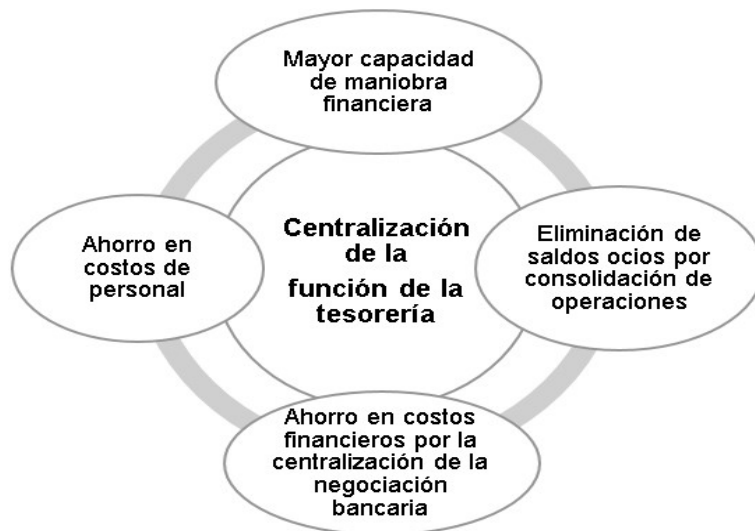 Mayor capacidad
de maniobra
financiera
Centralización
de la
función de la
tesorería
Ahorro en
costos de
personal
Eliminación de
saldos ocios por
consolidación de
operaciones
Ahorro en costos
financieros por la
centralización de la
negociación
bancaria